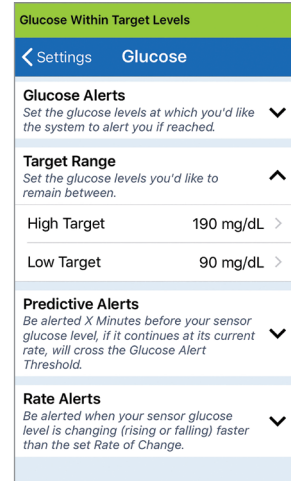 Glucose Within Target Levels
Settings Glucose
Glucose Alerts
Set the glucose levels at which you'd like
the system to alert you if reached.
Target Range
Set the glucose levels you'd like to
remain between.
High Target 190 mg/dL
Low Target 90 mg/dL
Predictive Alerts
Be alerted X Minutes before your sensor
glucose level, if it continues at its current
rate, will cross the Glucose Alert
Threshold.
Rate Alerts
Be alerted when your sensor glucose
level is changing (rising or falling) faster
than the set Rate of Change.